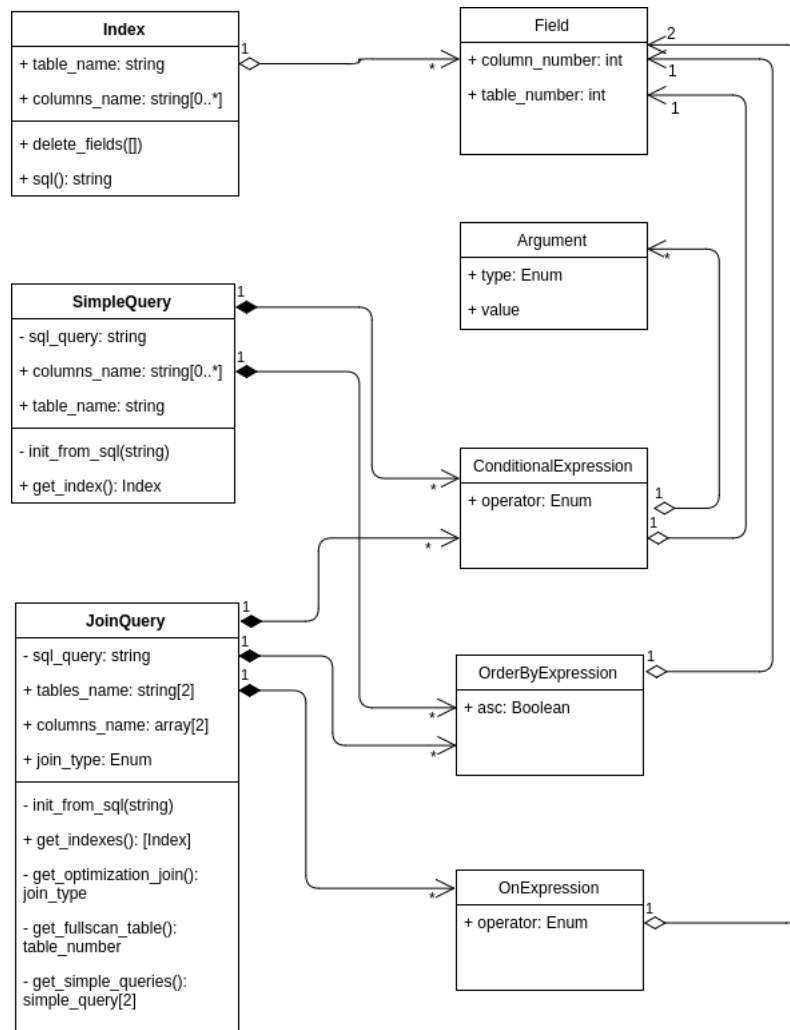 Index
+ table_name: string
+ columns_name: string[0..*]
+ delete_fields([])
+ sql(): string
1
*
Field
+ column_number: int
+ table_number: int
2
1
1
Argument
+ type: Enum
+ value
*
SimpleQuery
- sql_query: string
+ columns_name: string[0..*]
+ table_name: string
- init_from_sql(string)
+ get_index(): Index
1
1
ConditionalExpression
+ operator: Enum
*
*
1
1
JoinQuery
- sql_query: string
+ tables_name: string[2]
+ columns_name: array[2]
+ join_type: Enum
- init_from_sql(string)
+ get_indexes(): [Index]
- get_optimization_join():
join_type
- get_fullscan_table():
table_number
- get_simple_queries():
simple_query[2]
1
1
1
OrderByExpression
+ asc: Boolean
*
*
1
OnExpression
+ operator: Enum
*
1